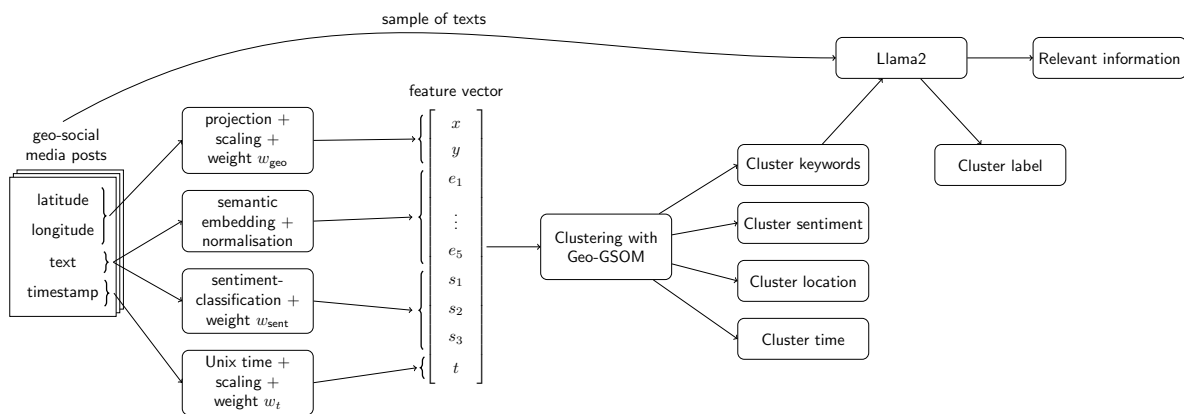 sample of texts
Llama2
Relevant information
geo-social
media posts
latitude
longitude
text
timestamp
projection +
scaling +
weight w_geo
semantic
embedding +
normalisation
sentiment-
classification +
weight w_sent
Unix time +
scaling +
weight w_t
feature vector
x
y
e_1
⋮
e_5
s_1
s_2
s_3
t
Clustering with
Geo-GSOM
Cluster keywords
Cluster sentiment
Cluster location
Cluster time
Cluster label